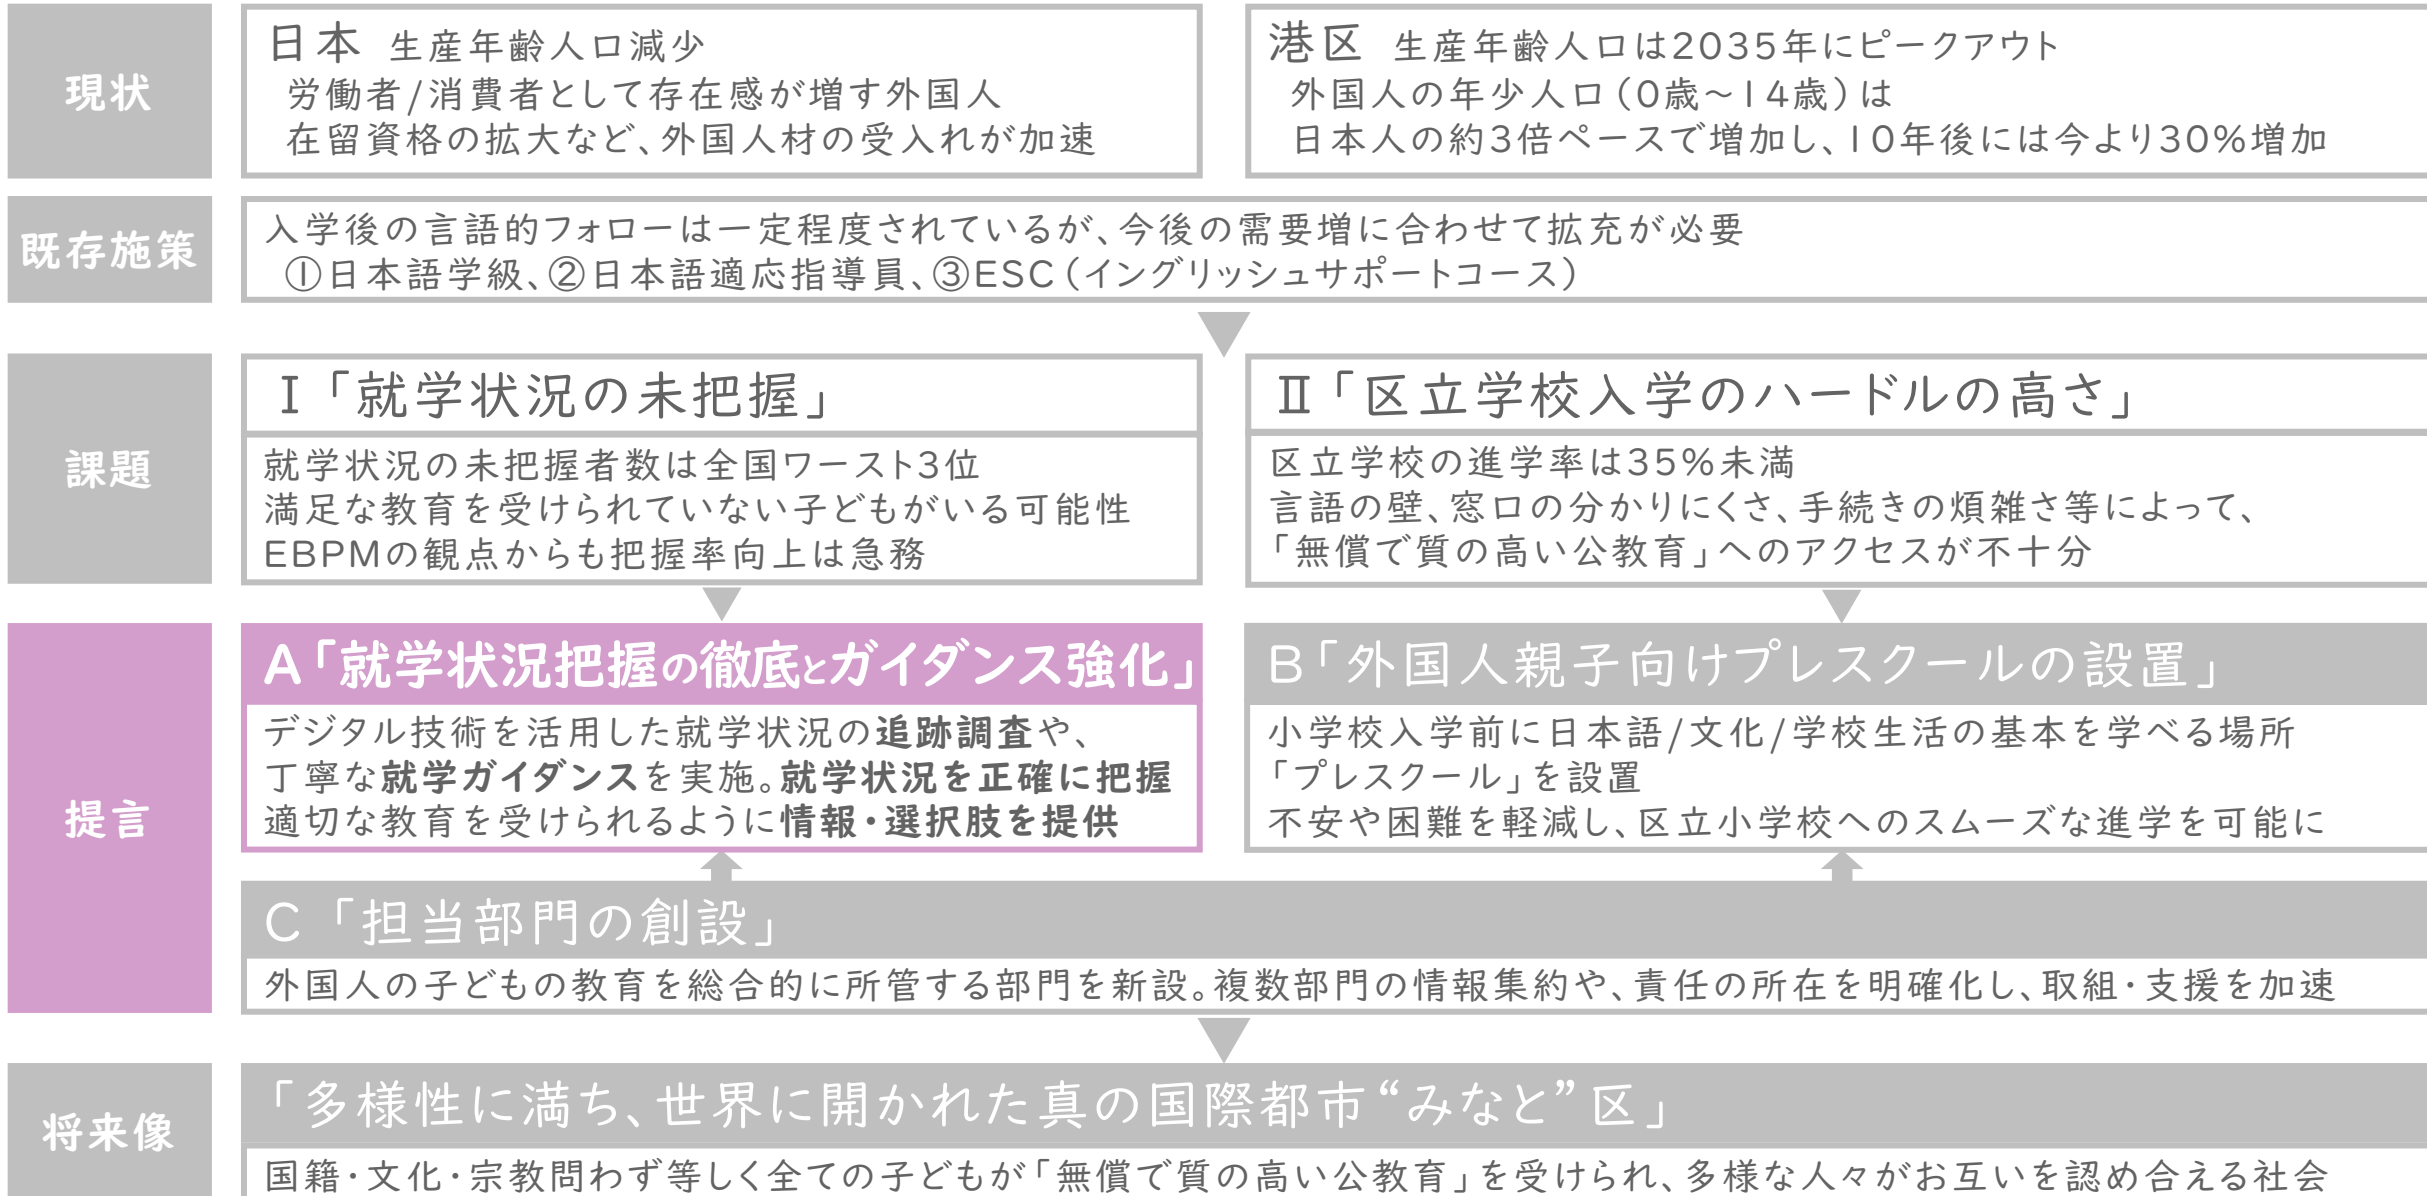 現状
日本 生産年齢人口減少
労働者/消費者として存在感が増す外国人
在留資格の拡大など、外国人材の受入れが加速
港区 生産年齢人口は2035年にピークアウト
外国人の年少人口(0歳～14歳)は
日本人の約3倍ペースで増加し、10年後には今より30%増加
既存施策
入学後の言語的フォローは一定程度されているが、今後の需要増に合わせて拡充が必要
①日本語学級、②日本語適応指導員、③ESC(イングリッシュサポートコース)
課題
Ⅰ「就学状況の未把握」
就学状況の未把握者数は全国ワースト3位
満足な教育を受けられていない子どもがいる可能性
EBPMの観点からも把握率向上は急務
Ⅱ「区立学校入学のハードルの高さ」
区立学校の進学率は35%未満
言語の壁、窓口の分かりにくさ、手続きの煩雑さ等によって、
「無償で質の高い公教育」へのアクセスが不十分
提言
A「就学状況把握の徹底とガイダンス強化」
デジタル技術を活用した就学状況の追跡調査や、
丁寧な就学ガイダンスを実施。就学状況を正確に把握
適切な教育を受けられるように情報・選択肢を提供
B「外国人親子向けプレスクールの設置」
小学校入学前に日本語/文化/学校生活の基本を学べる場所
「プレスクール」を設置
不安や困難を軽減し、区立小学校へのスムーズな進学を可能に
C「担当部門の創設」
外国人の子どもの教育を総合的に所管する部門を新設。複数部門の情報集約や、責任の所在を明確化し、取組・支援を加速
将来像
「多様性に満ち、世界に開かれた真の国際都市“みなと”区」
国籍・文化・宗教問わず等しく全ての子どもが「無償で質の高い公教育」を受けられ、多様な人々がお互いを認め合える社会